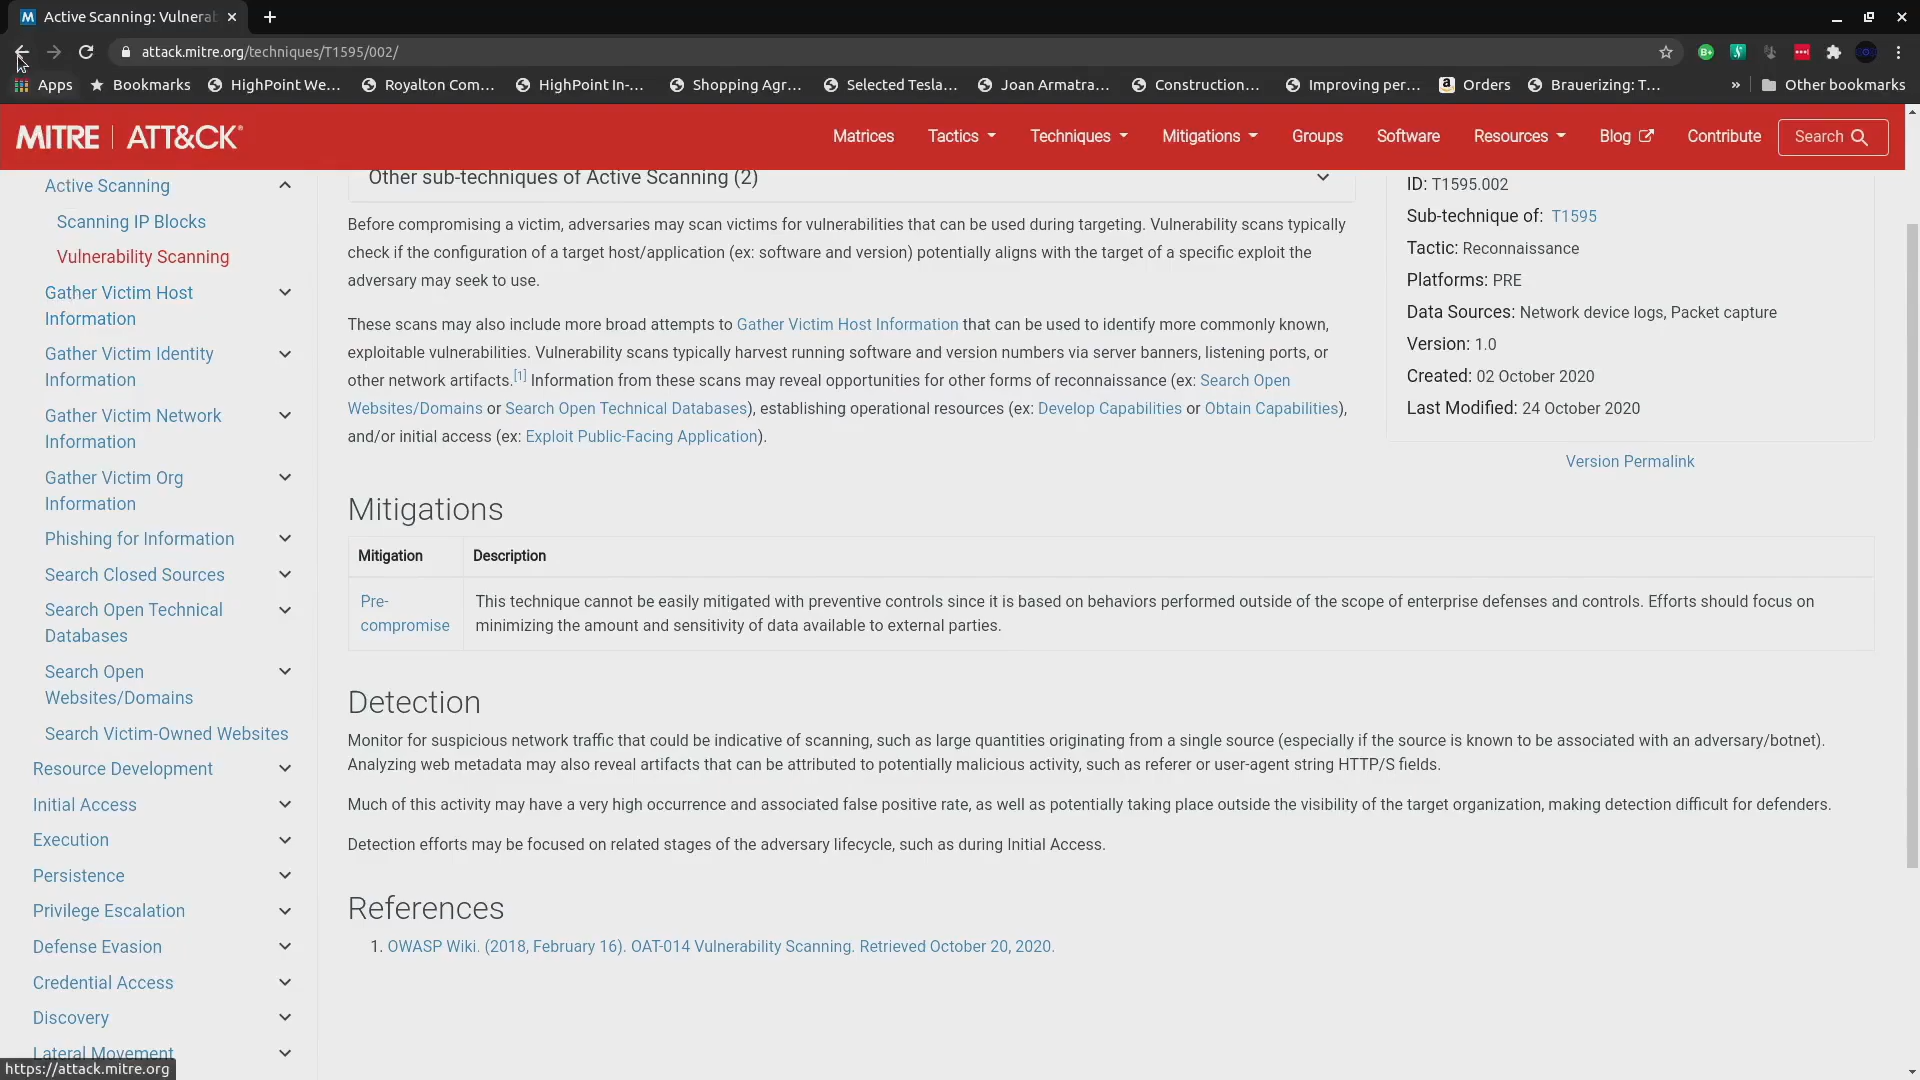 Active Scanning: Vulnera
attack.mitre.org/techniques/T1595/002/
Apps
Bookmarks
HighPoint We...
Royalton Com...
HighPoint In-...
Shopping Agr...
Selected Tesla...
Joan Armatra...
Construction...
Improving per...
Orders
Brauerizing: T...
»
Other bookmarks
MITRE | ATT&CK®
Matrices
Tactics
Techniques
Mitigations
Groups
Software
Resources
Blog
Contribute
Search
Active Scanning
Scanning IP Blocks
Vulnerability Scanning
Gather Victim Host
Information
Gather Victim Identity
Information
Gather Victim Network
Information
Gather Victim Org
Information
Phishing for Information
Search Closed Sources
Search Open Technical
Databases
Search Open
Websites/Domains
Search Victim-Owned Websites
Resource Development
Initial Access
Execution
Persistence
Privilege Escalation
Defense Evasion
Credential Access
Discovery
Lateral Movement
https://attack.mitre.org
Other sub-techniques of Active Scanning (2)
Before compromising a victim, adversaries may scan victims for vulnerabilities that can be used during targeting. Vulnerability scans typically
check if the configuration of a target host/application (ex: software and version) potentially aligns with the target of a specific exploit the
adversary may seek to use.
These scans may also include more broad attempts to Gather Victim Host Information that can be used to identify more commonly known,
exploitable vulnerabilities. Vulnerability scans typically harvest running software and version numbers via server banners, listening ports, or
other network artifacts.[1] Information from these scans may reveal opportunities for other forms of reconnaissance (ex: Search Open
Websites/Domains or Search Open Technical Databases), establishing operational resources (ex: Develop Capabilities or Obtain Capabilities),
and/or initial access (ex: Exploit Public-Facing Application).
ID: T1595.002
Sub-technique of: T1595
Tactic: Reconnaissance
Platforms: PRE
Data Sources: Network device logs, Packet capture
Version: 1.0
Created: 02 October 2020
Last Modified: 24 October 2020
Version Permalink
Mitigations
Mitigation
Description
Pre-
compromise
This technique cannot be easily mitigated with preventive controls since it is based on behaviors performed outside of the scope of enterprise defenses and controls. Efforts should focus on
minimizing the amount and sensitivity of data available to external parties.
Detection
Monitor for suspicious network traffic that could be indicative of scanning, such as large quantities originating from a single source (especially if the source is known to be associated with an adversary/botnet).
Analyzing web metadata may also reveal artifacts that can be attributed to potentially malicious activity, such as referer or user-agent string HTTP/S fields.
Much of this activity may have a very high occurrence and associated false positive rate, as well as potentially taking place outside the visibility of the target organization, making detection difficult for defenders.
Detection efforts may be focused on related stages of the adversary lifecycle, such as during Initial Access.
References
1. OWASP Wiki. (2018, February 16). OAT-014 Vulnerability Scanning. Retrieved October 20, 2020.